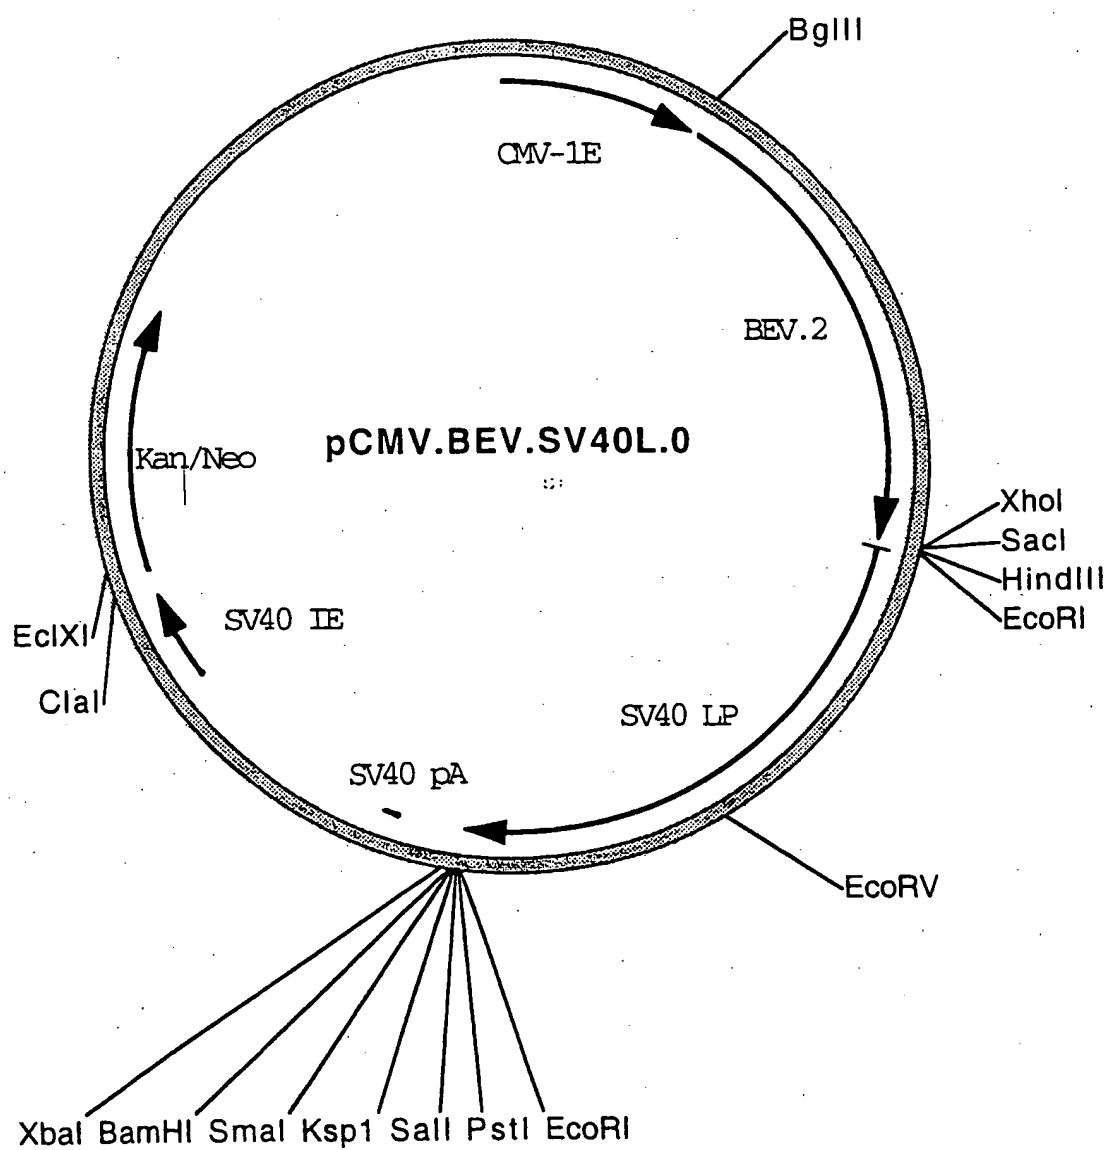 BglII
CMV-1E
BEV.2
pCMV.BEV.SV40L.0
Kan/Neo
XhoI
SacI
HindIII
EcoRI
SV40 IE
EclXI
ClaI
SV40 LP
SV40 pA
EcoRV
XbaI BamHI SmaI Ksp1 SalI PstI EcoRI